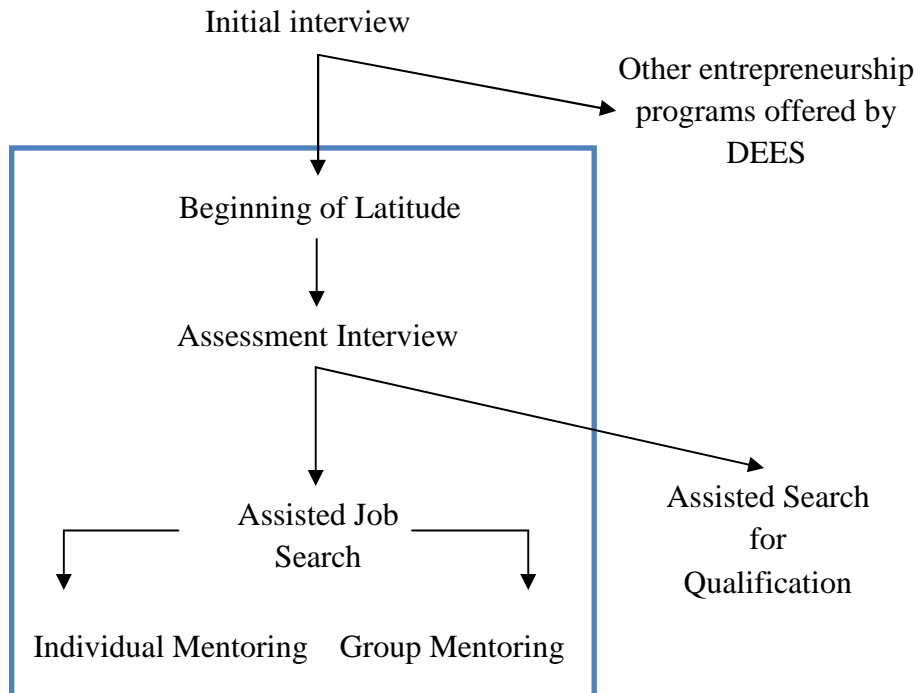 Initial interview
Other entrepreneurship
programs offered by
DEES
Beginning of Latitude
Assessment Interview
Assisted Job
Search
Assisted Search
for
Qualification
Individual Mentoring
Group Mentoring